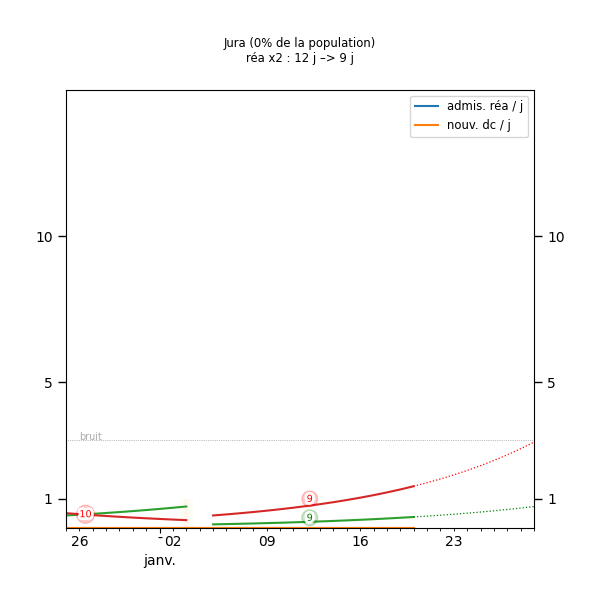 Jura (0% de la population)
réa x2 : 12 j –> 9 j
admis. réa / j
nouv. dc / j
10
10
5
5
bruit
1
1
10
9
9
26
02
09
16
23
janv.